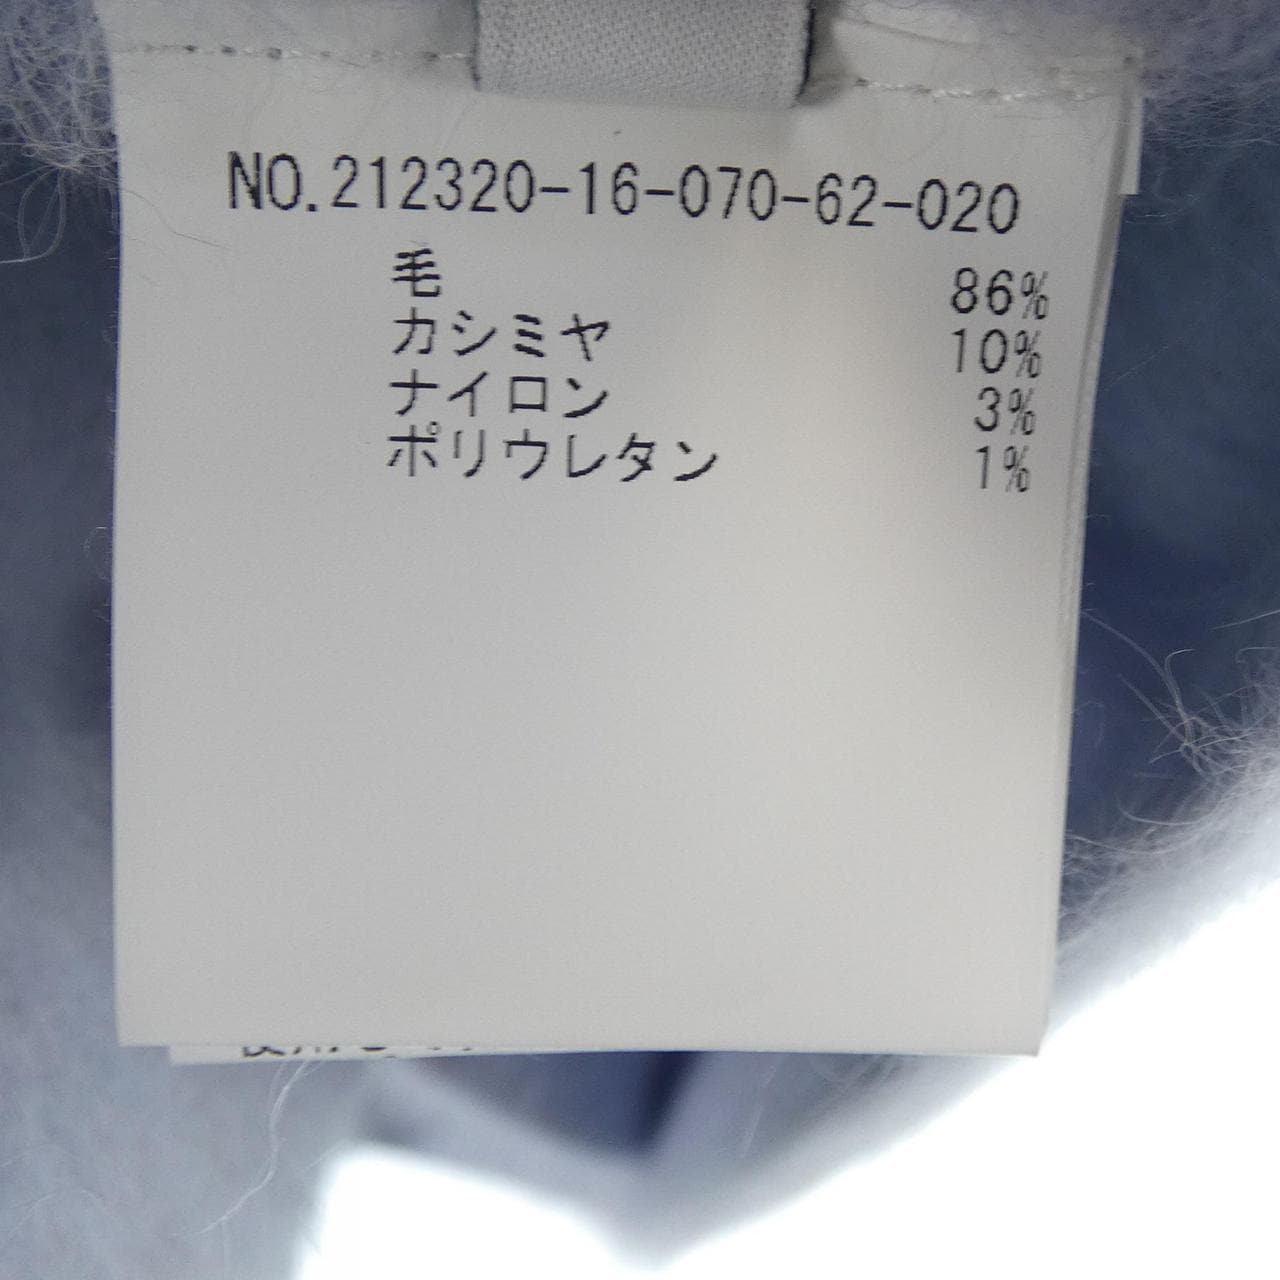 NO.212320-16-070-62-020
毛 86%
カシミヤ 10%
ナイロン 3%
ポリウレタン 1%